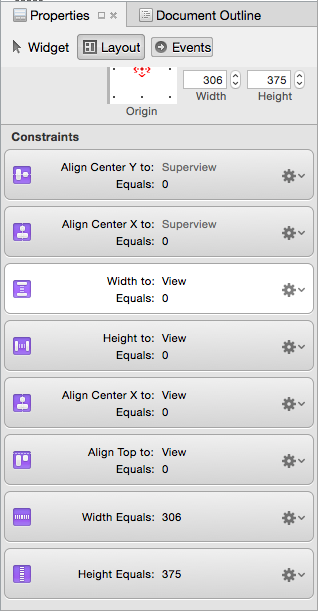 Properties Document Outline
Widget Layout Events
306 375
Width Height
Origin
Constraints
Align Center Y to: Superview
Equals: 0
Align Center X to: Superview
Equals: 0
Width to: View
Equals: 0
Height to: View
Equals: 0
Align Center X to: View
Equals: 0
Align Top to: View
Equals: 0
Width Equals: 306
Height Equals: 375